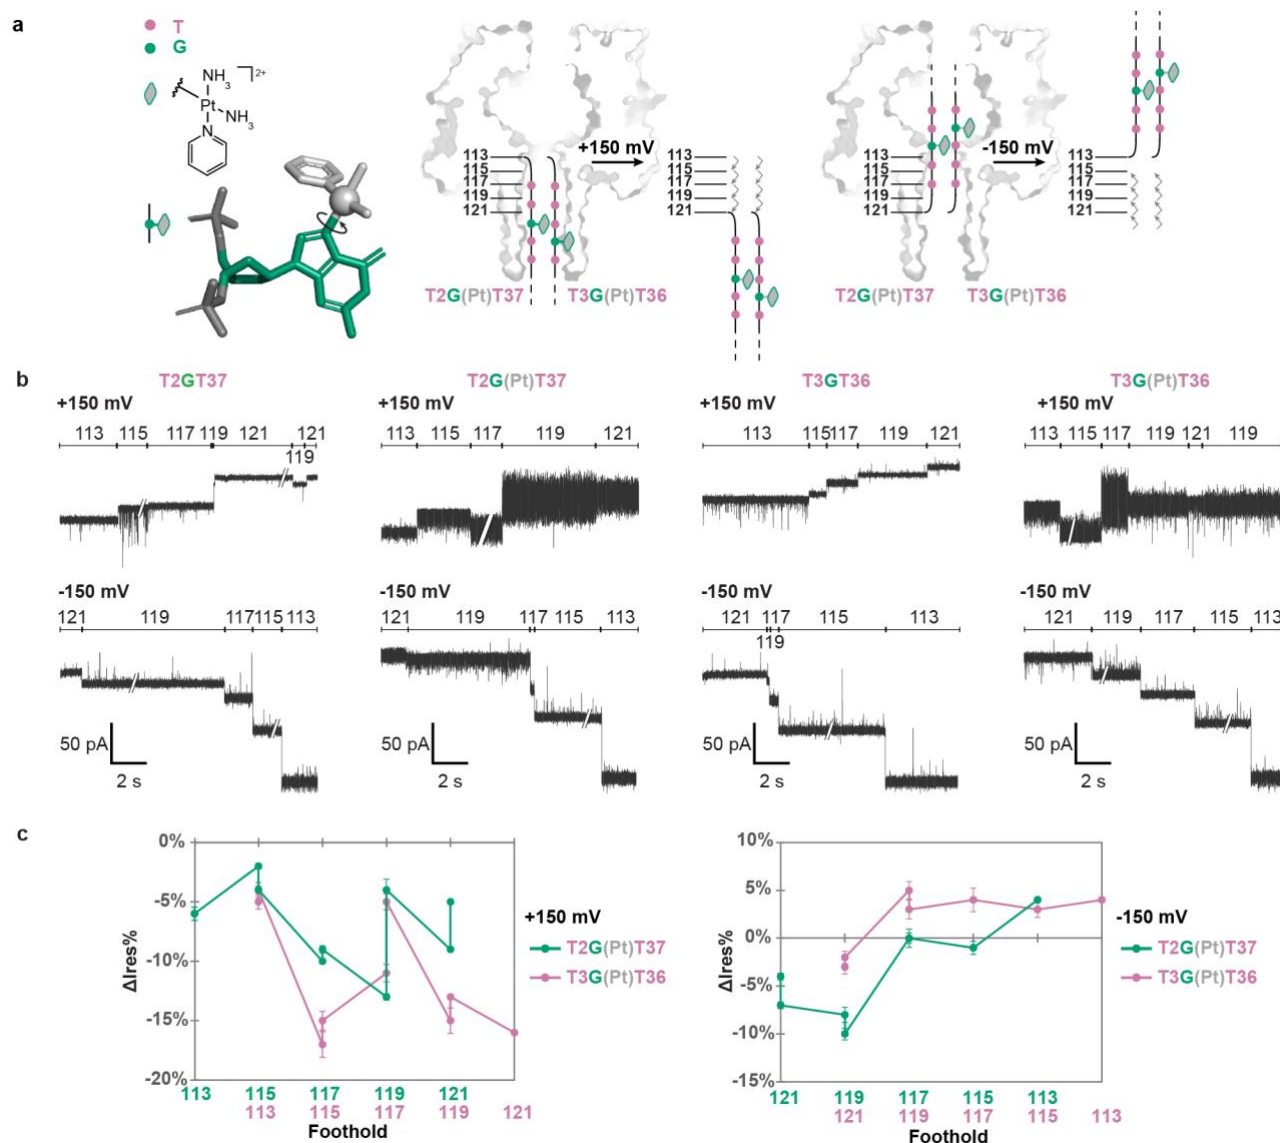 a
T
G
NH3
2+
Pt
NH3
N
+150 mV
113
115
117
119
121
113
115
117
119
121
T2G(Pt)T37
T3G(Pt)T36
-150 mV
113
115
117
119
121
113
115
117
119
121
T2G(Pt)T37
T3G(Pt)T36
b
T2GT37
+150 mV
113 115 117 119 121 121
119
-150 mV
121 119 117 115 113
50 pA
2 s
T2G(Pt)T37
+150 mV
113 115 117 119 121
121 119 117 115 113
50 pA
2 s
T3GT36
+150 mV
113 115 117 119 121
121 117 115 113
119
50 pA
2 s
T3G(Pt)T36
+150 mV
113 115 117 119 121 119
121 119 117 115 113
50 pA
2 s
c
0%
-5%
-10%
-15%
-20%
ΔIres%
113 115 117 119 121
113 115 117 119 121
Foothold
+150 mV
T2G(Pt)T37
T3G(Pt)T36
10%
5%
0%
-5%
-10%
-15%
ΔIres%
121 119 117 115 113
121 119 117 115 113
Foothold
-150 mV
T2G(Pt)T37
T3G(Pt)T36